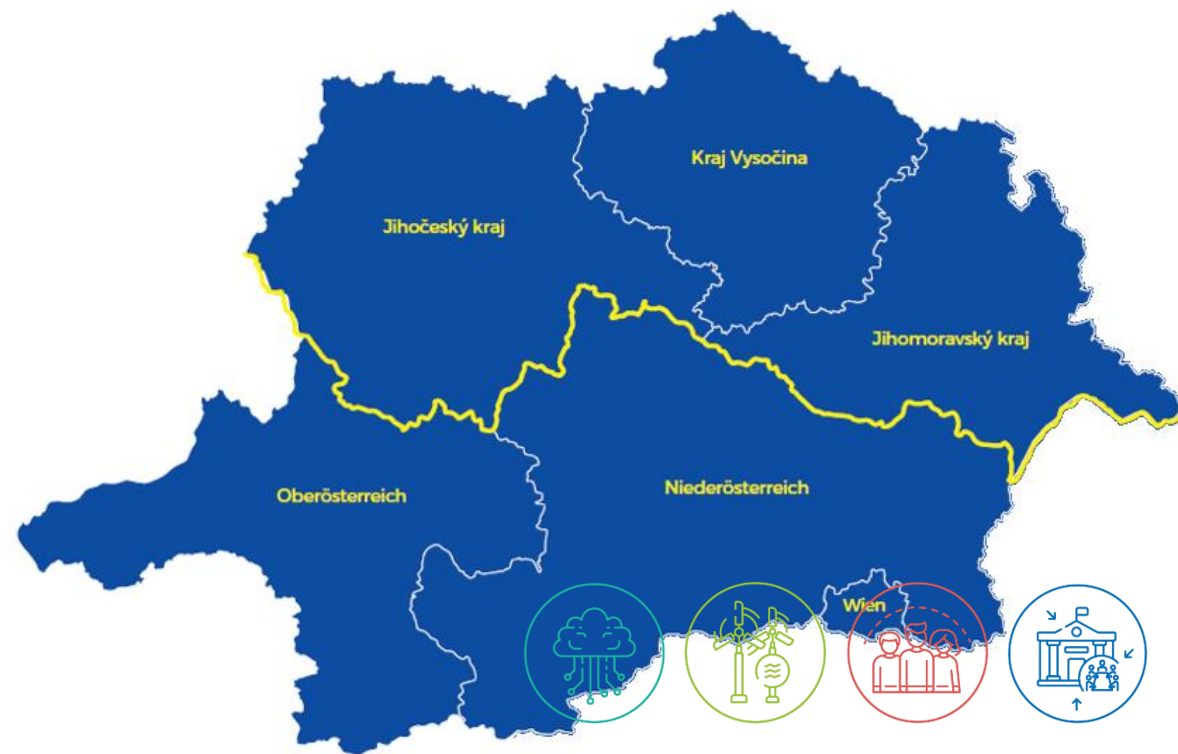 Kraj Vysočina
Jihočeský kraj
Jihomoravský kraj
Oberösterreich
Niederösterreich
Wien